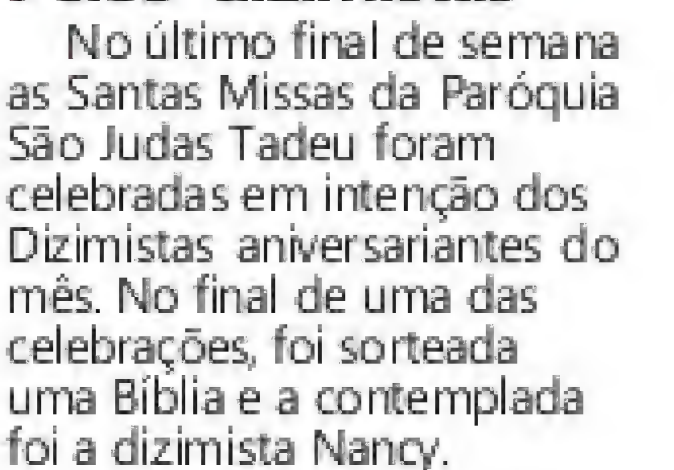 No último final de semana
as Santas Missas da Paróquia
São Judas Tadeu foram
celebradas em intenção dos
Dizimistas aniversariantes do
mês. No final de uma das
celebrações, foi sorteada
uma Bíblia e a contemplada
foi a dizimista Nancy.